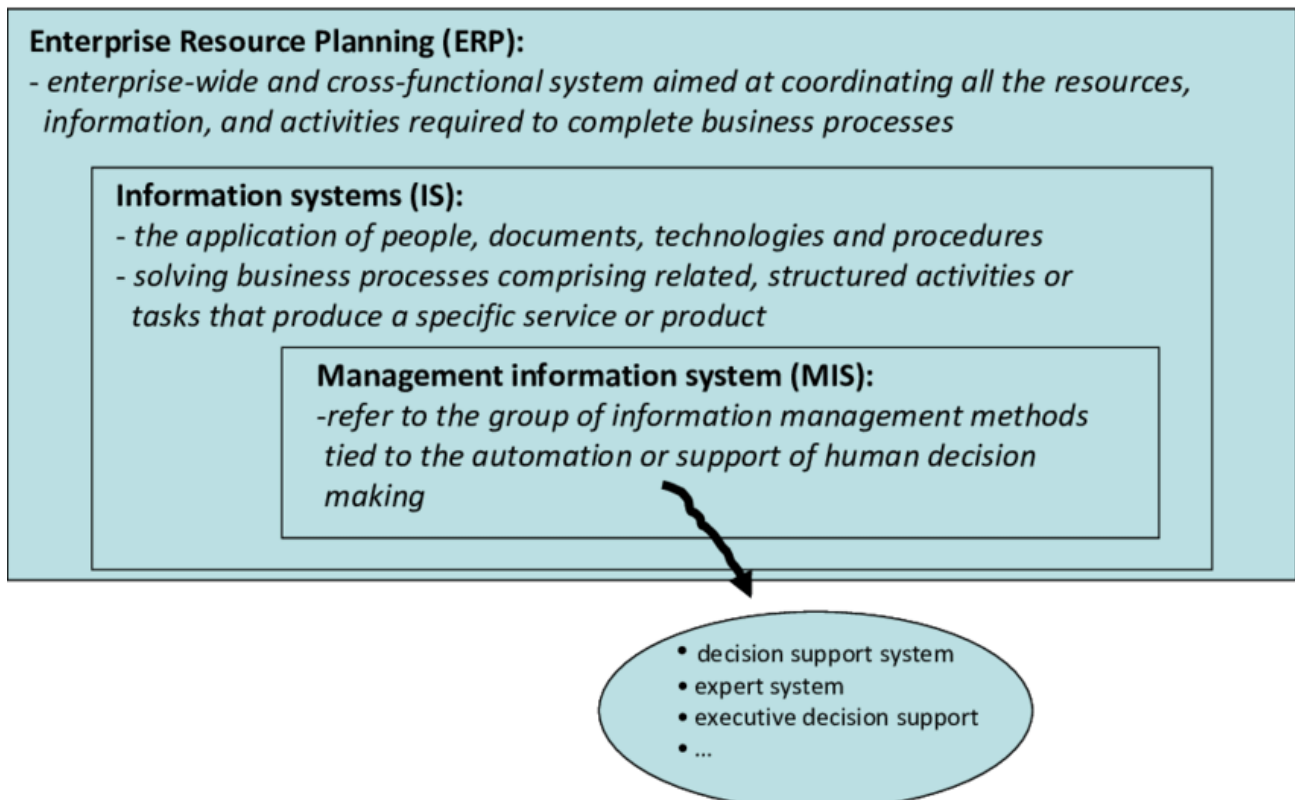 Enterprise Resource Planning (ERP):
- enterprise-wide and cross-functional system aimed at coordinating all the resources,
information, and activities required to complete business processes
Information systems (IS):
- the application of people, documents, technologies and procedures
- solving business processes comprising related, structured activities or
tasks that produce a specific service or product
Management information system (MIS):
-refer to the group of information management methods
tied to the automation or support of human decision
making
• decision support system
• expert system
• executive decision support
• ...